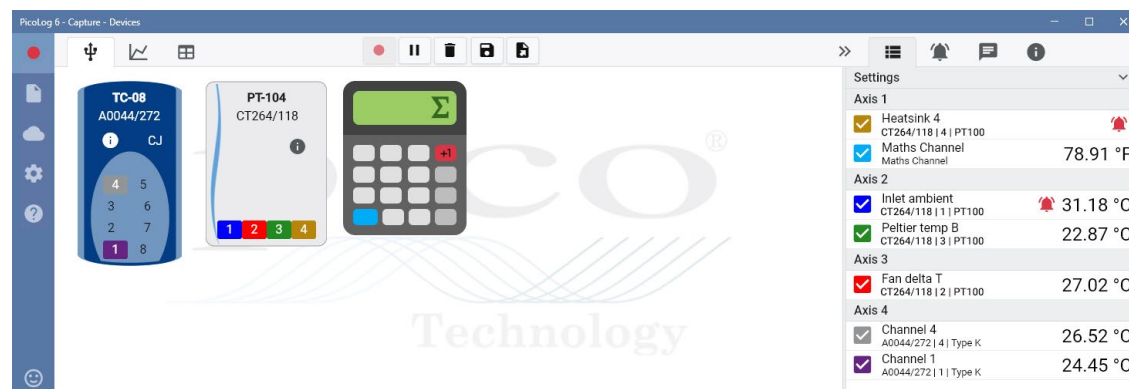 PicoLog 6 - Capture - Devices
TC-08
A0044/272
CJ
4 5
3 6
2 7
1 8
PT-104
CT264/118
1 2 3 4
Σ
+1
Technology
Settings
Axis 1
Heatsink 4
CT264/118 | 4 | PT100
Maths Channel
Maths Channel
78.91 °F
Axis 2
Inlet ambient
CT264/118 | 1 | PT100
31.18 °C
Peltier temp B
CT264/118 | 3 | PT100
22.87 °C
Axis 3
Fan delta T
CT264/118 | 2 | PT100
27.02 °C
Axis 4
Channel 4
A0044/272 | 4 | Type K
26.52 °C
Channel 1
A0044/272 | 1 | Type K
24.45 °C